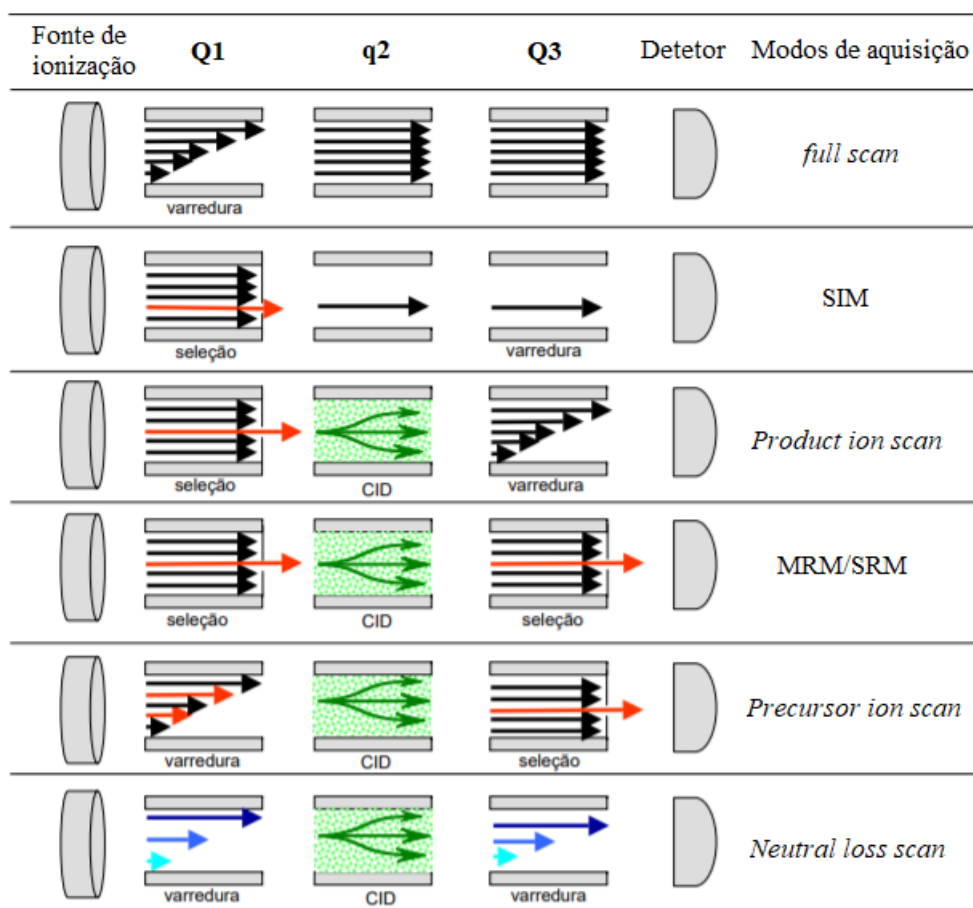 Fonte de
ionização
Q1
q2
Q3
Detetor
Modos de aquisição
varredura
full scan
seleção
varredura
SIM
seleção
CID
varredura
Product ion scan
seleção
CID
seleção
MRM/SRM
varredura
CID
seleção
Precursor ion scan
varredura
CID
varredura
Neutral loss scan